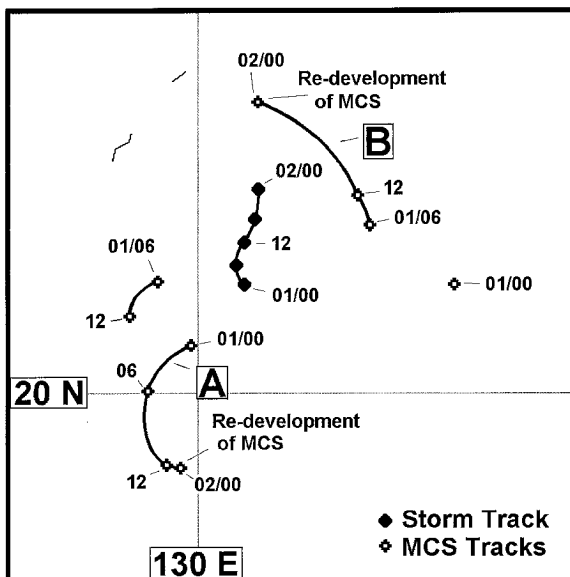 02/00
Re-development
of MCS
B
02/00
12
01/06
12
01/06
01/00
01/00
12
01/00
06
A
20 N
Re-development
of MCS
12
02/00
Storm Track
MCS Tracks
130 E